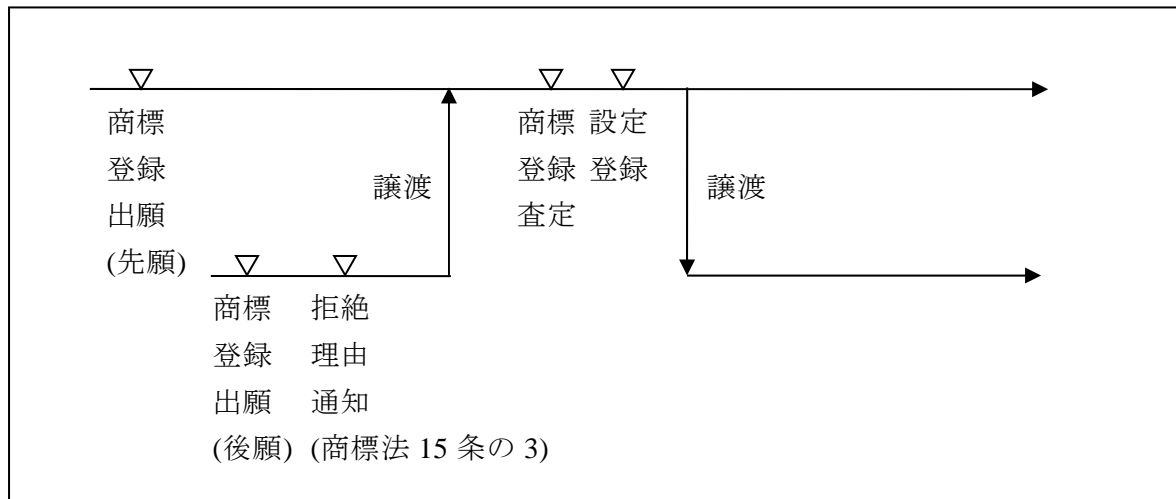 商標
登録
出願
(先願)
譲渡
商標
登録
査定
設定
登録
譲渡
商標
登録
出願
(後願)
拒絶
理由
通知
(商標法 15 条の 3)